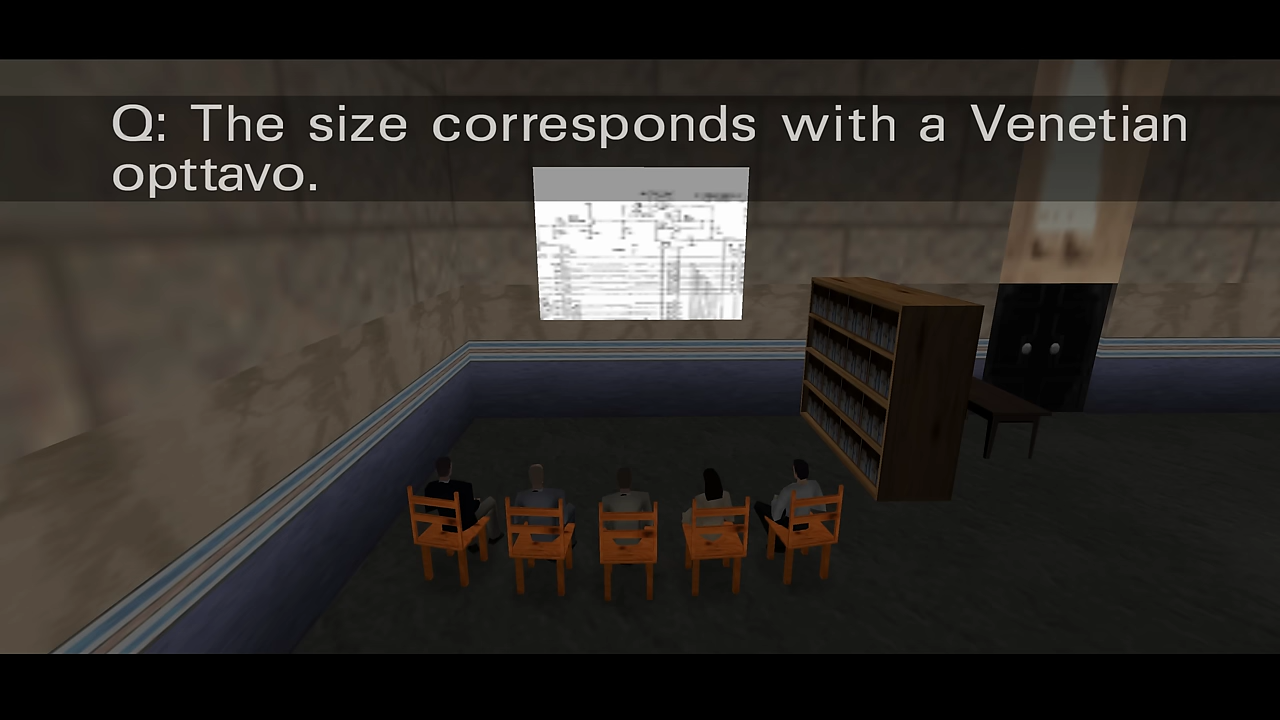 Q: The size corresponds with a Venetian
opttavo.